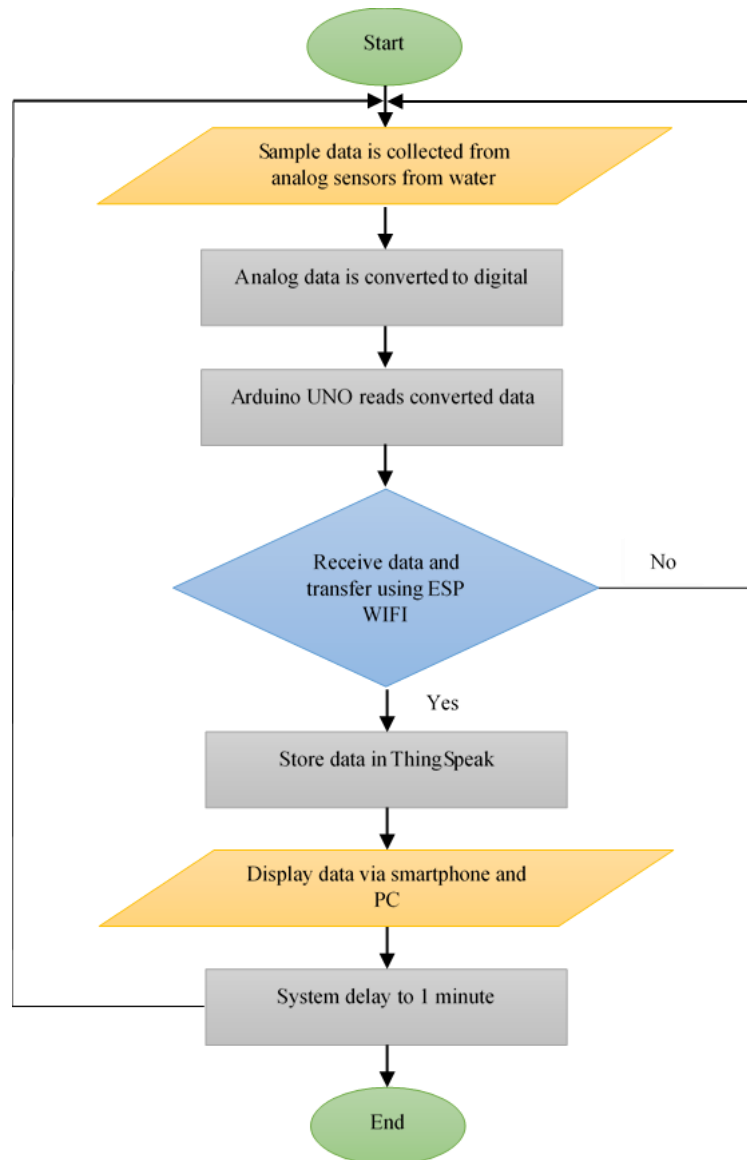 Start
Sample data is collected from
analog sensors from water
Analog data is converted to digital
Arduino UNO reads converted data
Receive data and
transfer using ESP
WIFI
No
Yes
Store data in ThingSpeak
Display data via smartphone and
PC
System delay to 1 minute
End